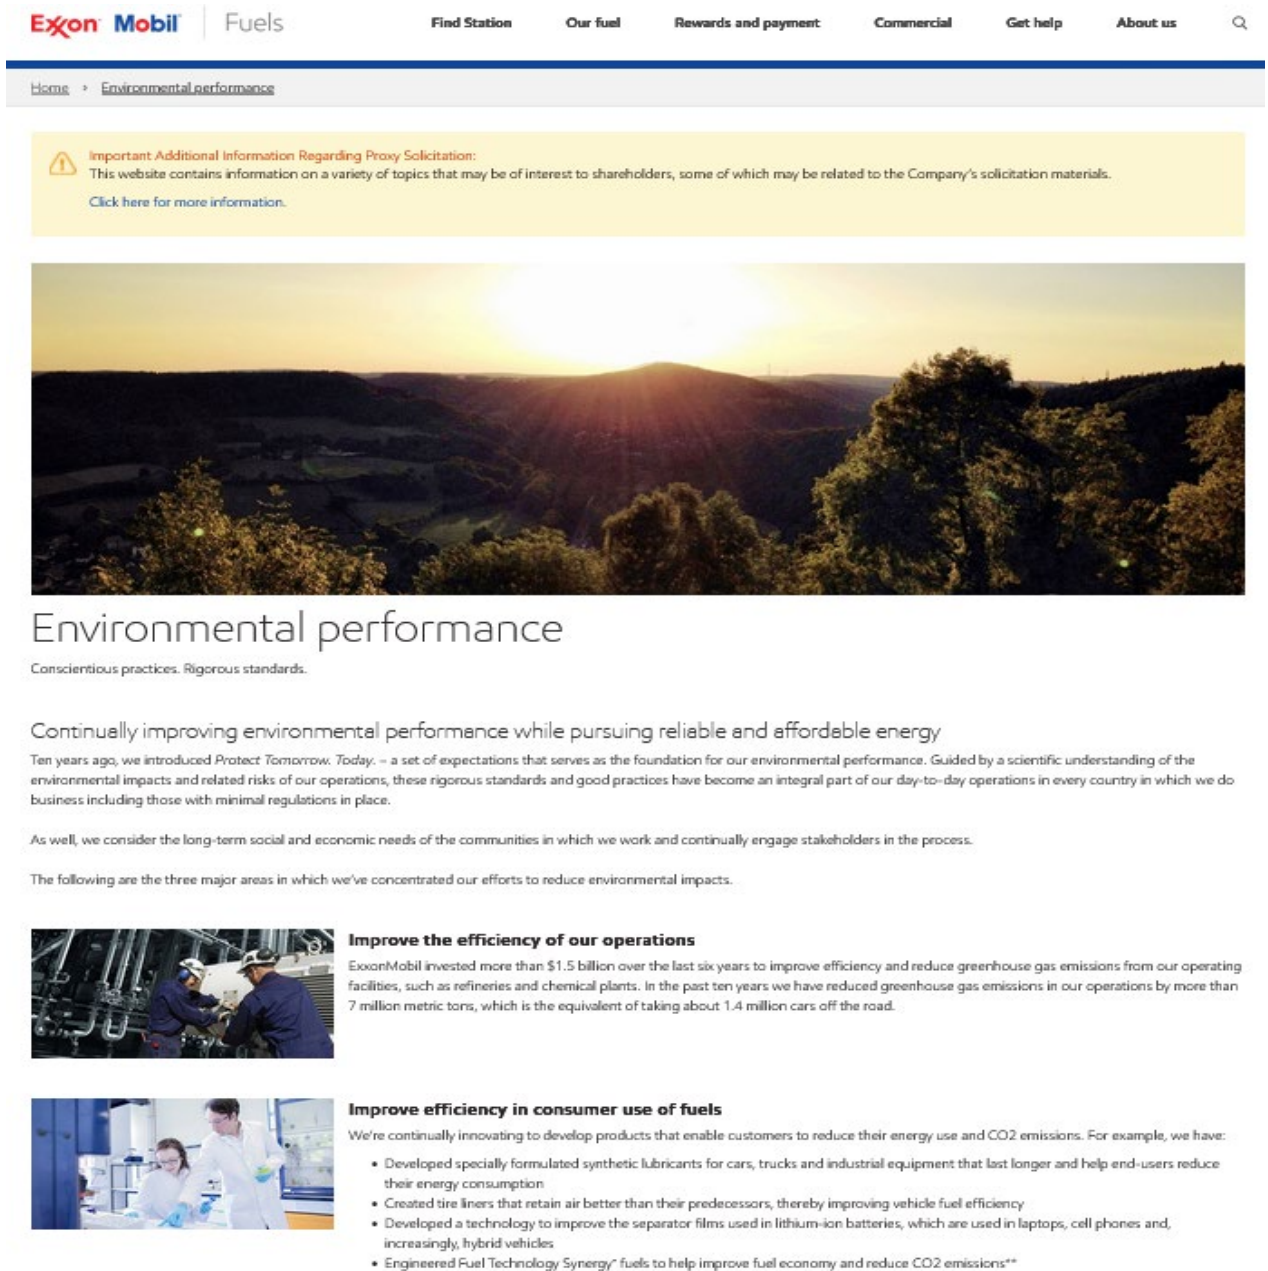 Exxon Mobil Fuels
Find Station Our fuel Rewards and payment Commercial Get help About us
Home › Environmental performance
Important Additional Information Regarding Proxy Solicitation:
This website contains information on a variety of topics that may be of interest to shareholders, some of which may be related to the Company's solicitation materials.
Click here for more information.
Environmental performance
Conscientious practices. Rigorous standards.
Continually improving environmental performance while pursuing reliable and affordable energy
Ten years ago, we introduced Protect Tomorrow. Today. – a set of expectations that serves as the foundation for our environmental performance. Guided by a scientific understanding of the
environmental impacts and related risks of our operations, these rigorous standards and good practices have become an integral part of our day-to-day operations in every country in which we do
business including those with minimal regulations in place.
As well, we consider the long-term social and economic needs of the communities in which we work and continually engage stakeholders in the process.
The following are the three major areas in which we've concentrated our efforts to reduce environmental impacts.
Improve the efficiency of our operations
ExxonMobil invested more than $1.5 billion over the last six years to improve efficiency and reduce greenhouse gas emissions from our operating
facilities, such as refineries and chemical plants. In the past ten years we have reduced greenhouse gas emissions in our operations by more than
7 million metric tons, which is the equivalent of taking about 1.4 million cars off the road.
Improve efficiency in consumer use of fuels
We're continually innovating to develop products that enable customers to reduce their energy use and CO2 emissions. For example, we have:
• Developed specially formulated synthetic lubricants for cars, trucks and industrial equipment that last longer and help end-users reduce
their energy consumption
• Created tire liners that retain air better than their predecessors, thereby improving vehicle fuel efficiency
• Developed a technology to improve the separator films used in lithium-ion batteries, which are used in laptops, cell phones and,
increasingly, hybrid vehicles
• Engineered Fuel Technology Synergy* fuels to help improve fuel economy and reduce CO2 emissions**